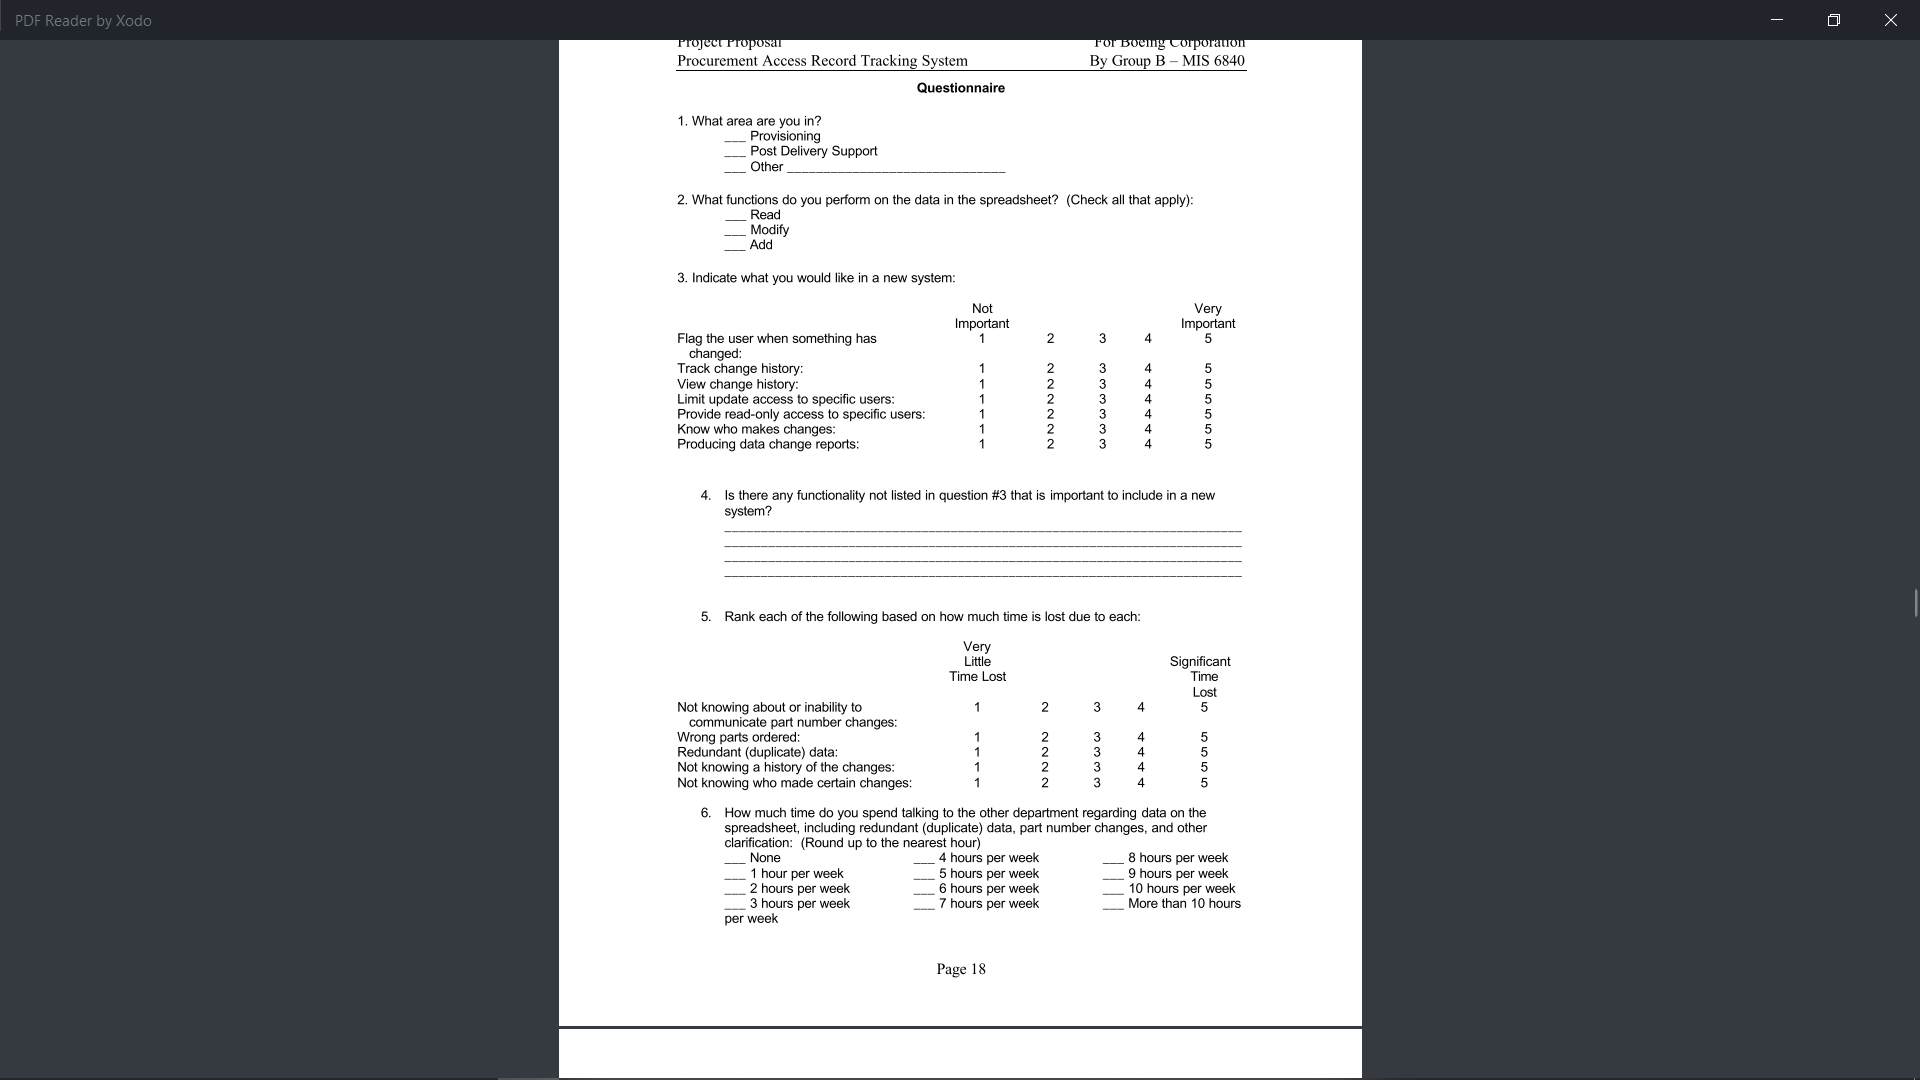 PDF Reader by Xodo
Project Proposal For Boeing Corporation
Procurement Access Record Tracking System By Group B – MIS 6840
Questionnaire
1. What area are you in?
___ Provisioning
___ Post Delivery Support
___ Other ______________________________
2. What functions do you perform on the data in the spreadsheet?  (Check all that apply):
___ Read
___ Modify
___ Add
3. Indicate what you would like in a new system:
Not Very
Important Important
Flag the user when something has 1 2 3 4 5
changed:
Track change history: 1 2 3 4 5
View change history: 1 2 3 4 5
Limit update access to specific users: 1 2 3 4 5
Provide read-only access to specific users: 1 2 3 4 5
Know who makes changes: 1 2 3 4 5
Producing data change reports: 1 2 3 4 5
4. Is there any functionality not listed in question #3 that is important to include in a new
system?
5. Rank each of the following based on how much time is lost due to each:
Very
Little Significant
Time Lost Time
Lost
Not knowing about or inability to 1 2 3 4 5
communicate part number changes:
Wrong parts ordered: 1 2 3 4 5
Redundant (duplicate) data: 1 2 3 4 5
Not knowing a history of the changes: 1 2 3 4 5
Not knowing who made certain changes: 1 2 3 4 5
6. How much time do you spend talking to the other department regarding data on the
spreadsheet, including redundant (duplicate) data, part number changes, and other
clarification:  (Round up to the nearest hour)
___ None ___ 4 hours per week ___ 8 hours per week
___ 1 hour per week ___ 5 hours per week ___ 9 hours per week
___ 2 hours per week ___ 6 hours per week ___ 10 hours per week
___ 3 hours per week ___ 7 hours per week ___ More than 10 hours
per week
Page 18